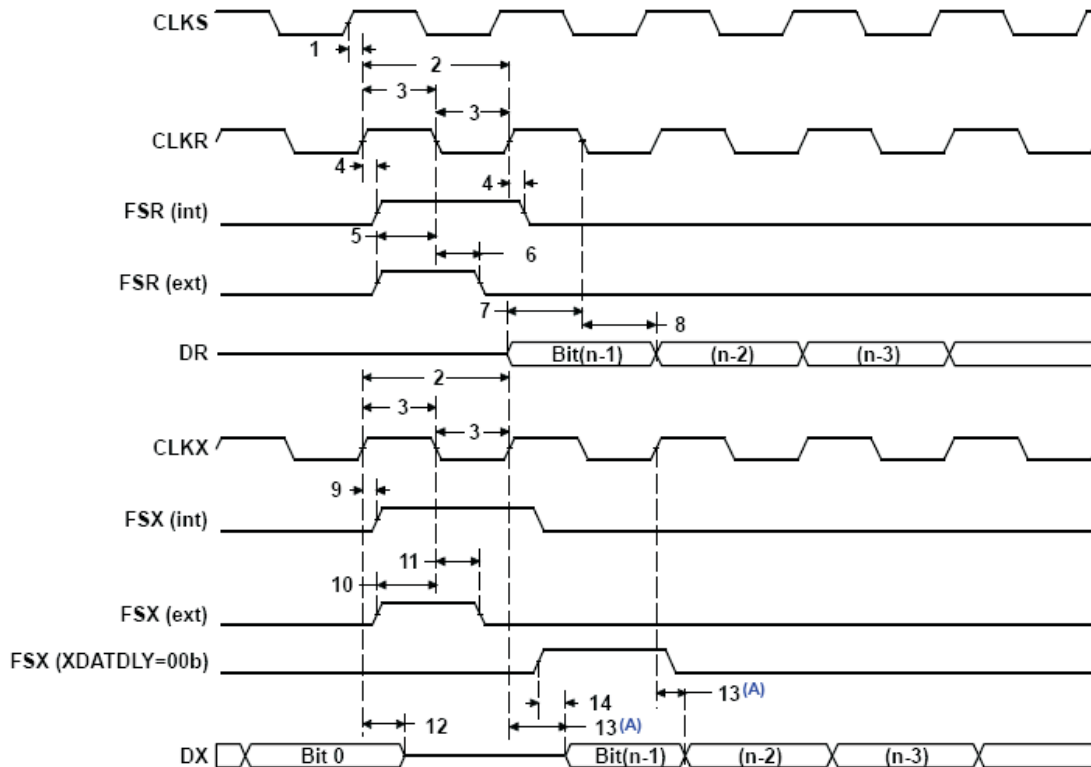 CLKS
1
2
3
3
CLKR
4
4
FSR (int)
5
6
FSR (ext)
7
8
DR
Bit(n-1)
(n-2)
(n-3)
2
3
3
CLKX
9
FSX (int)
11
10
FSX (ext)
FSX (XDATDLY=00b)
14
13(A)
12
13(A)
DX
Bit 0
Bit(n-1)
(n-2)
(n-3)